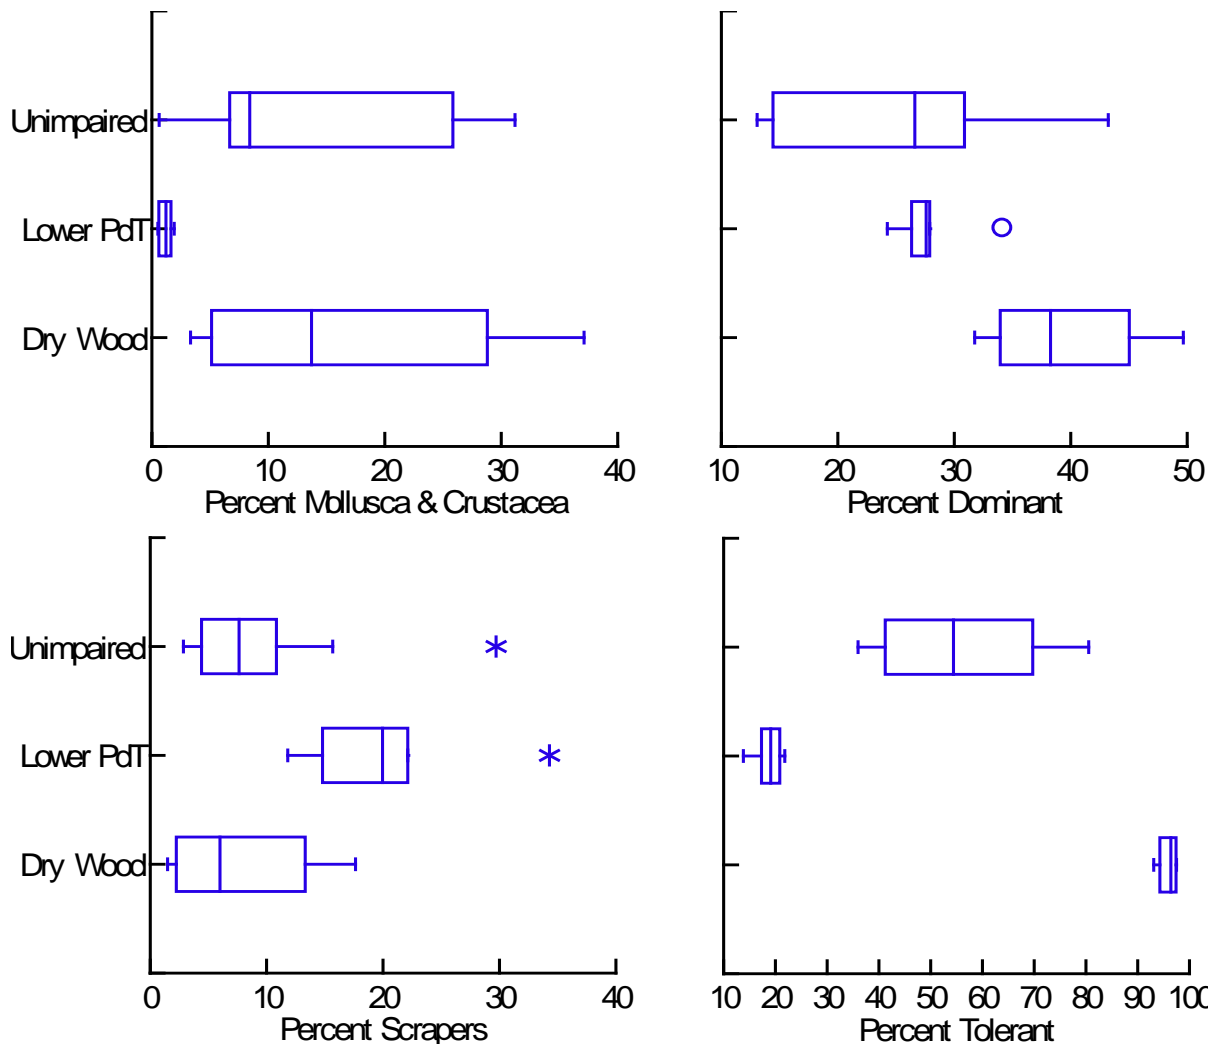 Unimpaired
Lower PdT
Dry Wood
0 10 20 30 40
Percent Mollusca & Crustacea
10 20 30 40 50
Percent Dominant
Unimpaired
Lower PdT
Dry Wood
0 10 20 30 40
Percent Scrapers
10 20 30 40 50 60 70 80 90 100
Percent Tolerant